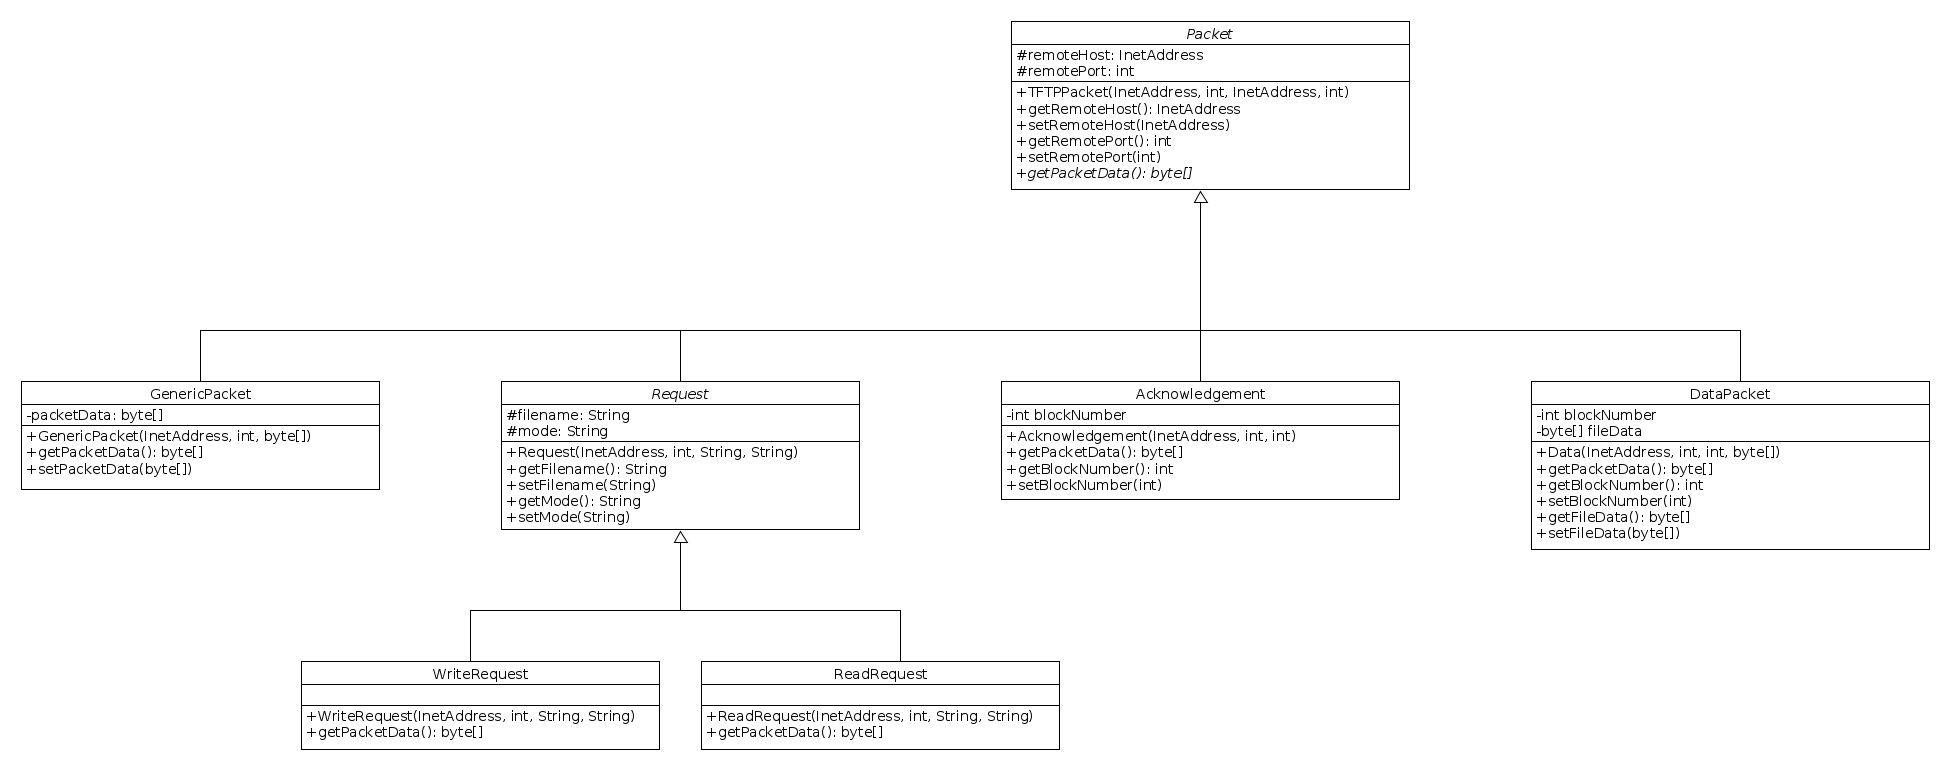 Packet
#remoteHost: InetAddress
#remotePort: int
+TFTPPacket(InetAddress, int, InetAddress, int)
+getRemoteHost(): InetAddress
+setRemoteHost(InetAddress)
+getRemotePort(): int
+setRemotePort(int)
+getPacketData(): byte[]
GenericPacket
-packetData: byte[]
+GenericPacket(InetAddress, int, byte[])
+getPacketData(): byte[]
+setPacketData(byte[])
Request
#filename: String
#mode: String
+Request(InetAddress, int, String, String)
+getFilename(): String
+setFilename(String)
+getMode(): String
+setMode(String)
Acknowledgement
-int blockNumber
+Acknowledgement(InetAddress, int, int)
+getPacketData(): byte[]
+getBlockNumber(): int
+setBlockNumber(int)
DataPacket
-int blockNumber
-byte[] fileData
+Data(InetAddress, int, int, byte[])
+getPacketData(): byte[]
+getBlockNumber(): int
+setBlockNumber(int)
+getFileData(): byte[]
+setFileData(byte[])
WriteRequest
+WriteRequest(InetAddress, int, String, String)
+getPacketData(): byte[]
ReadRequest
+ReadRequest(InetAddress, int, String, String)
+getPacketData(): byte[]